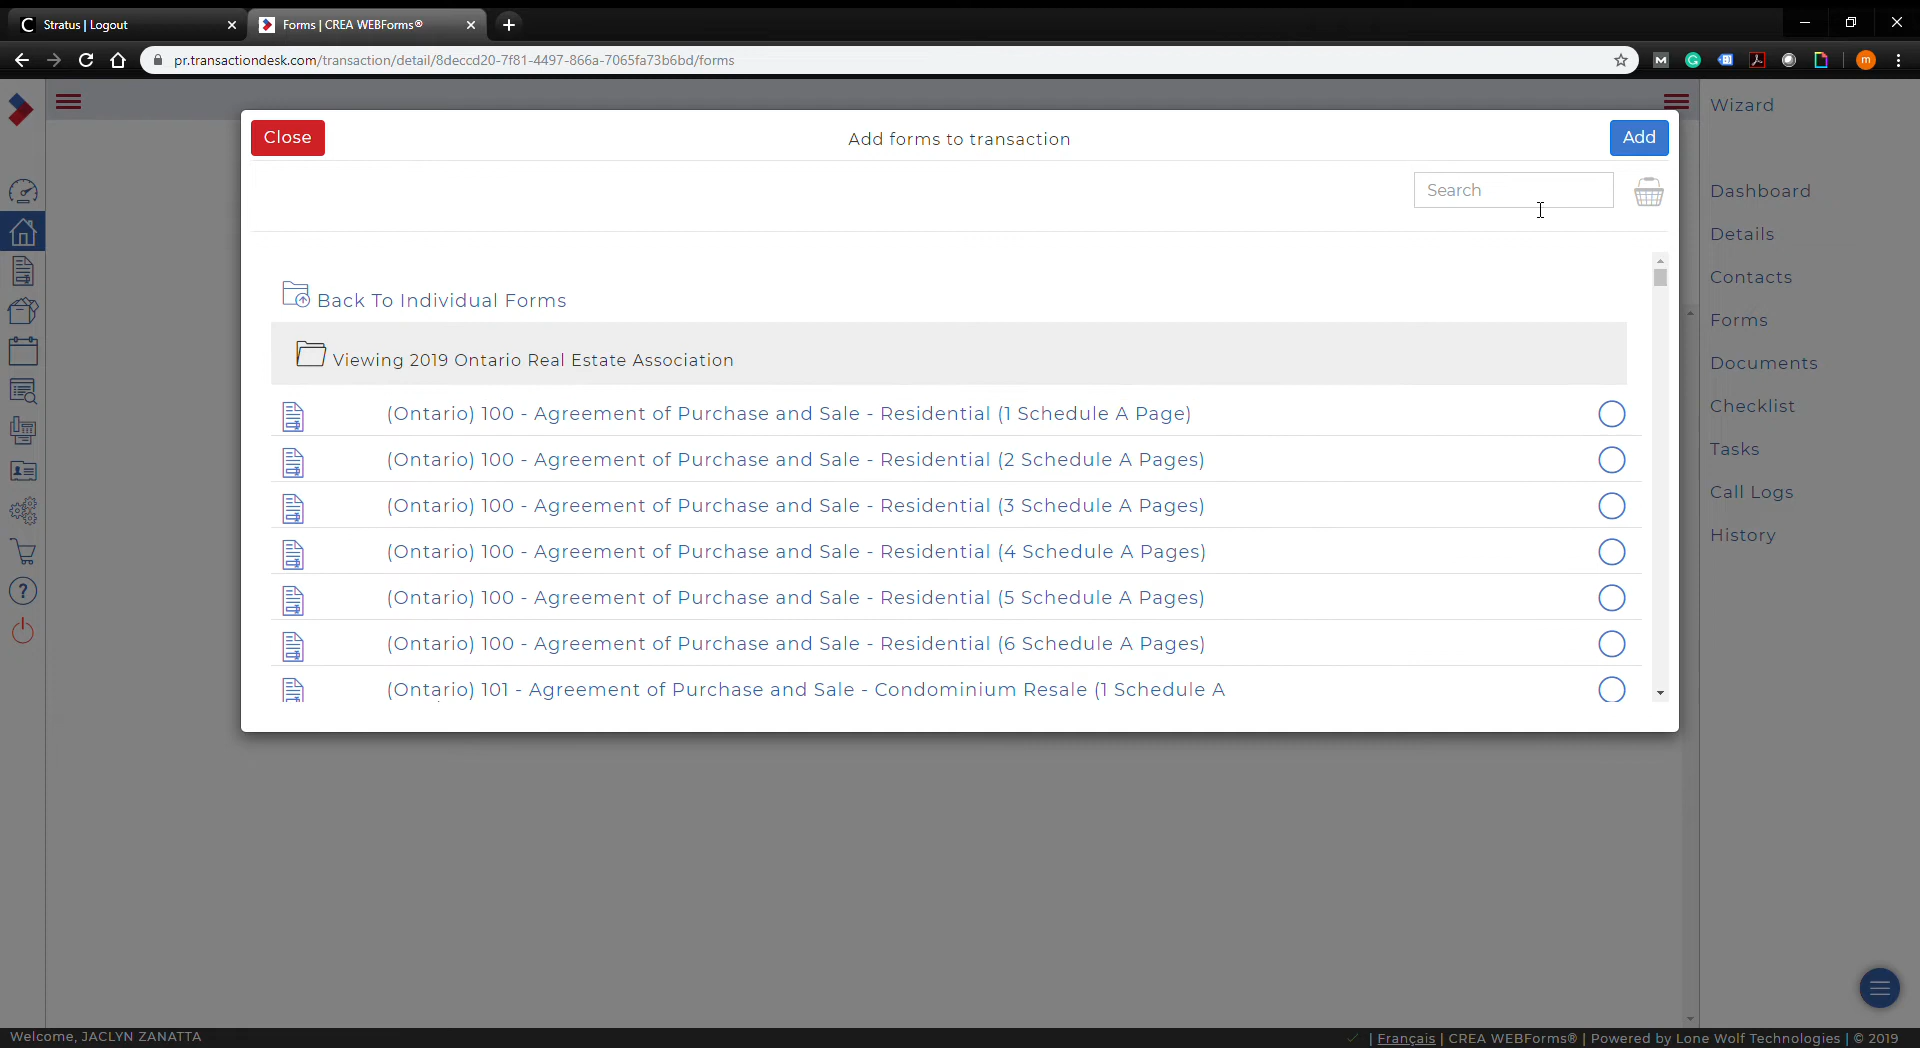 Stratus | Logout
Forms | CREA WEBForms®
pr.transactiondesk.com/transaction/detail/8deccd20-7f81-4497-866a-7065fa73b6bd/forms
Close
Add forms to transaction
Add
Search
Back To Individual Forms
Viewing 2019 Ontario Real Estate Association
(Ontario) 100 - Agreement of Purchase and Sale - Residential (1 Schedule A Page)
(Ontario) 100 - Agreement of Purchase and Sale - Residential (2 Schedule A Pages)
(Ontario) 100 - Agreement of Purchase and Sale - Residential (3 Schedule A Pages)
(Ontario) 100 - Agreement of Purchase and Sale - Residential (4 Schedule A Pages)
(Ontario) 100 - Agreement of Purchase and Sale - Residential (5 Schedule A Pages)
(Ontario) 100 - Agreement of Purchase and Sale - Residential (6 Schedule A Pages)
(Ontario) 101 - Agreement of Purchase and Sale - Condominium Resale (1 Schedule A
Wizard
Dashboard
Details
Contacts
Forms
Documents
Checklist
Tasks
Call Logs
History
Welcome, JACLYN ZANATTA
| Français | CREA WEBForms® | Powered by Lone Wolf Technologies | © 2019